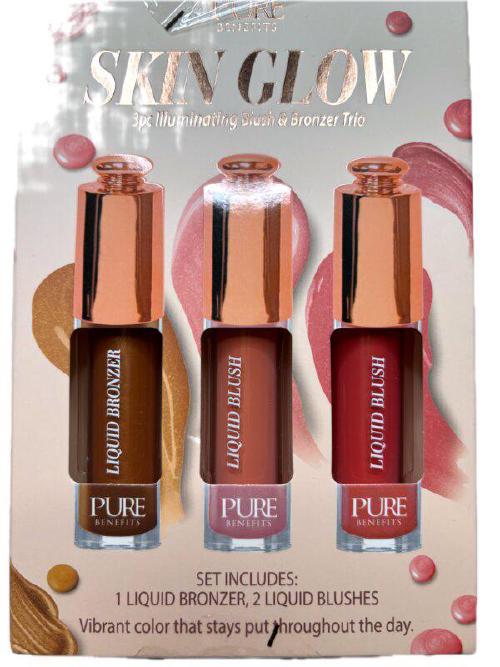 PURE
BENEFITS
SKIN GLOW
3pc Illuminating Blush & Bronzer Trio
LIQUID BRONZER
LIQUID BLUSH
LIQUID BLUSH
PURE
BENEFITS
PURE
BENEFITS
PURE
BENEFITS
SET INCLUDES:
1 LIQUID BRONZER, 2 LIQUID BLUSHES
Vibrant color that stays put throughout the day.